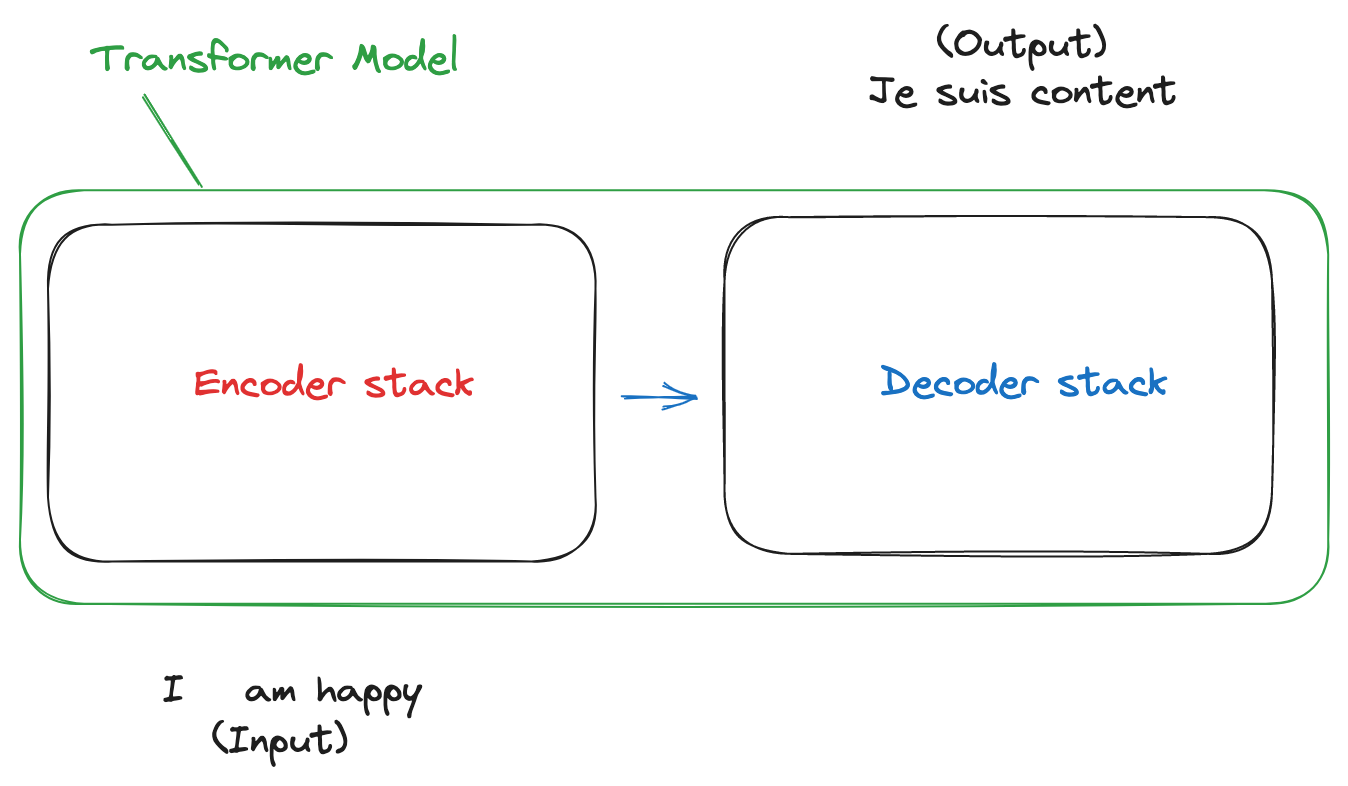 Transformer Model
(Output)
Je suis content
Encoder stack
Decoder stack
I am happy
(Input)